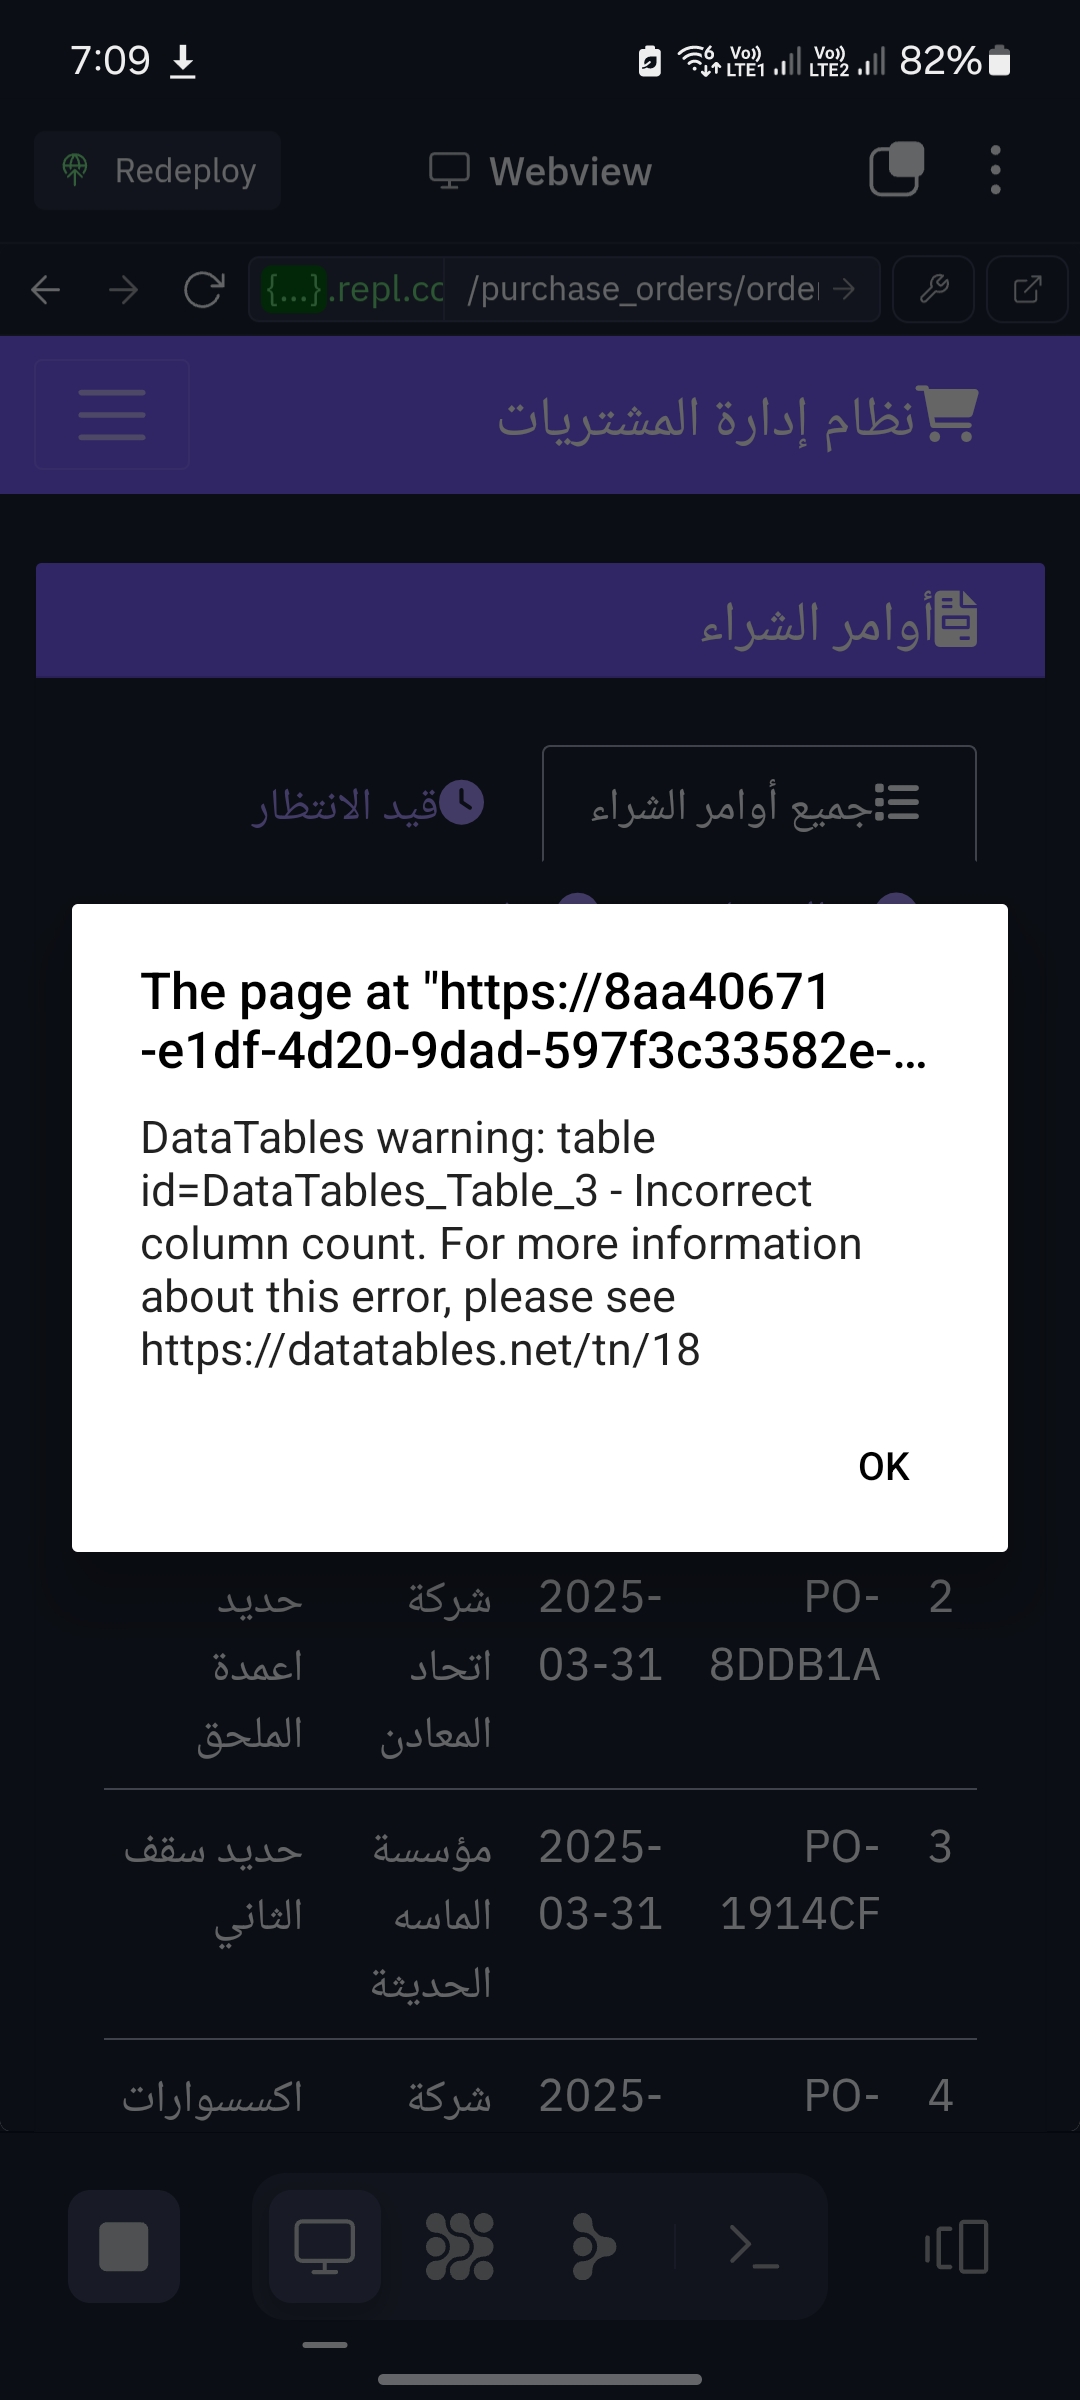 7:09
Vo)) LTE1
Vo)) LTE2
82%
Redeploy
Webview
{...}.repl.co
/purchase_orders/order
نظام إدارة المشتريات
أوامر الشراء
جميع أوامر الشراء
قيد الانتظار
The page at "https://8aa40671
-e1df-4d20-9dad-597f3c33582e-...
DataTables warning: table
id=DataTables_Table_3 - Incorrect
column count. For more information
about this error, please see
https://datatables.net/tn/18
OK
2 PO- 2025- شركة حديد
8DDB1A 03-31 اتحاد اعمدة
المعادن الملحق
3 PO- 2025- مؤسسة حديد سقف
1914CF 03-31 الماسه الثاني
الحديثة
4 PO- 2025- شركة اكسسوارات